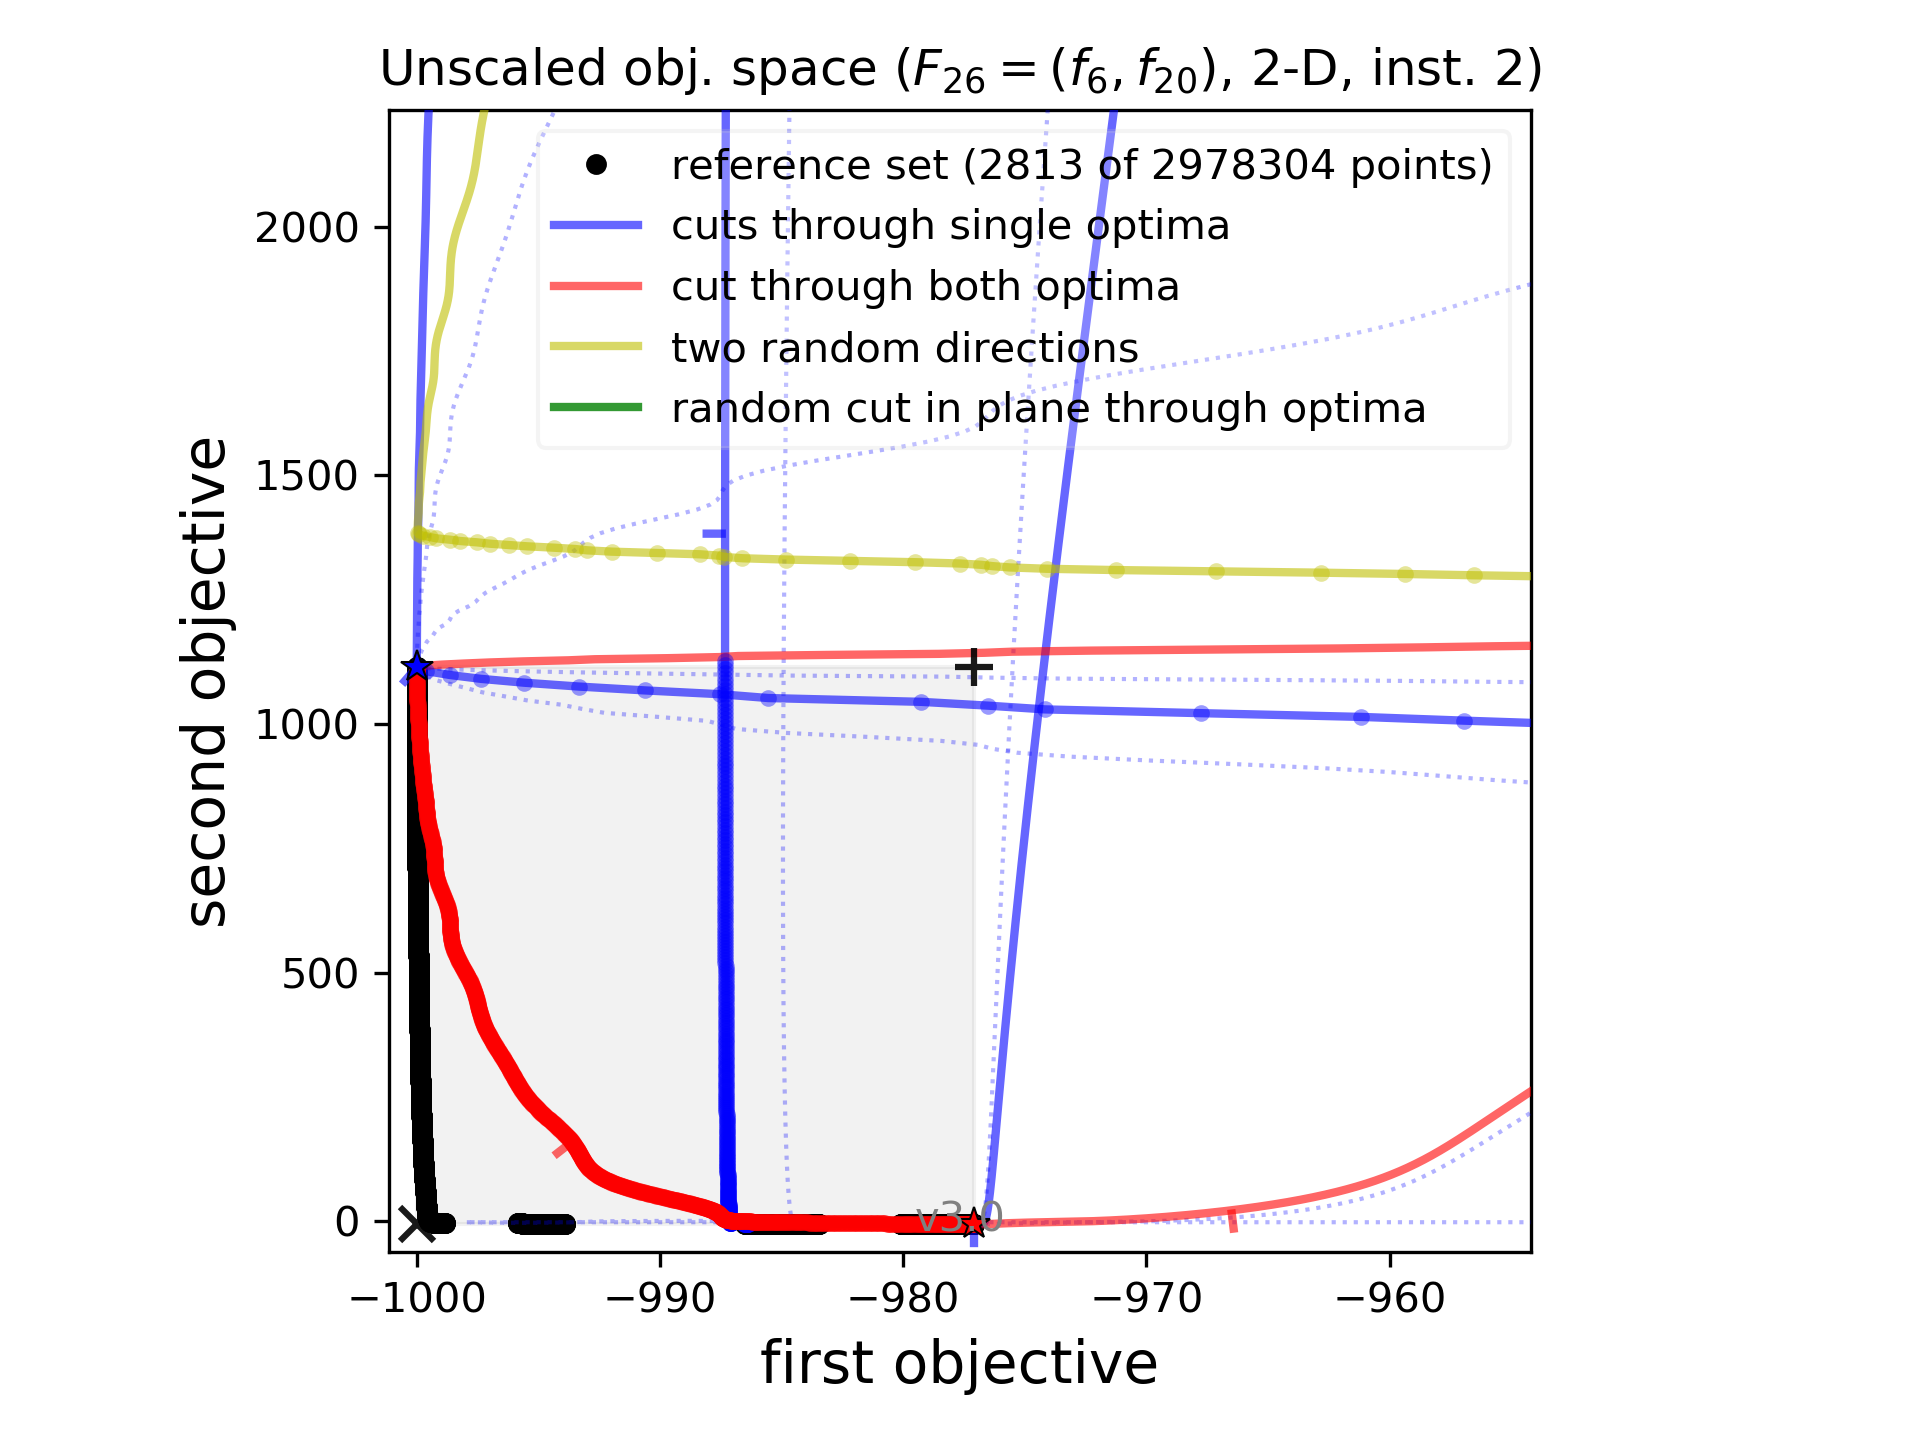 Unscaled obj. space (F26 = (f6, f20), 2-D, inst. 2)
reference set (2813 of 2978304 points)
cuts through single optima
cut through both optima
two random directions
random cut in plane through optima
second objective
2000
1500
1000
500
0
v3.0
−1000
−990
−980
−970
−960
first objective